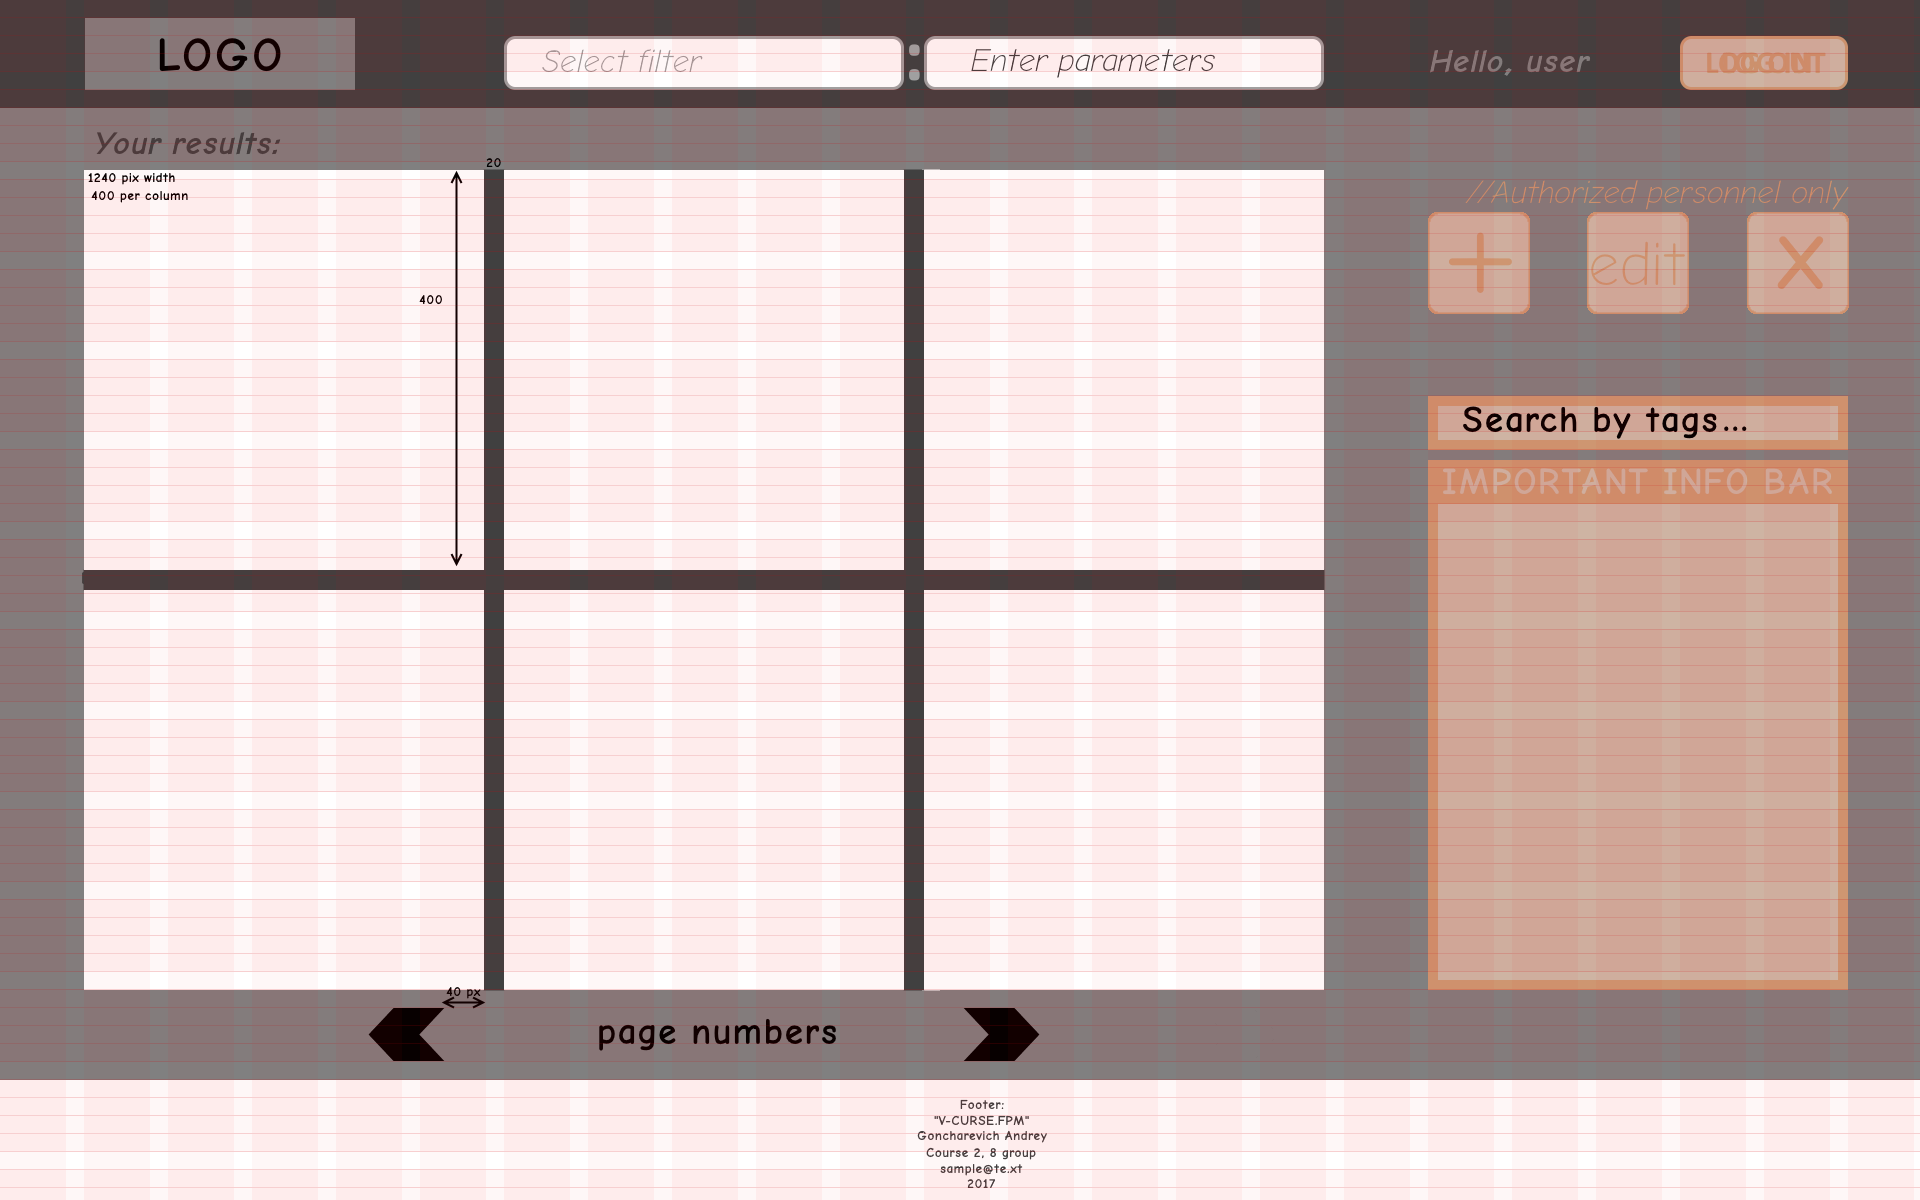 LOGO
Select filter
:
Enter parameters
Hello, user
Your results:
20
1240 pix width
400 per column
400
//Authorized personnel only
+
edit
X
Search by tags...
IMPORTANT INFO BAR
40 px
page numbers
Footer:
"V-CURSE.FPM"
Goncharevich Andrey
Course 2, 8 group
sample@te.xt
2017